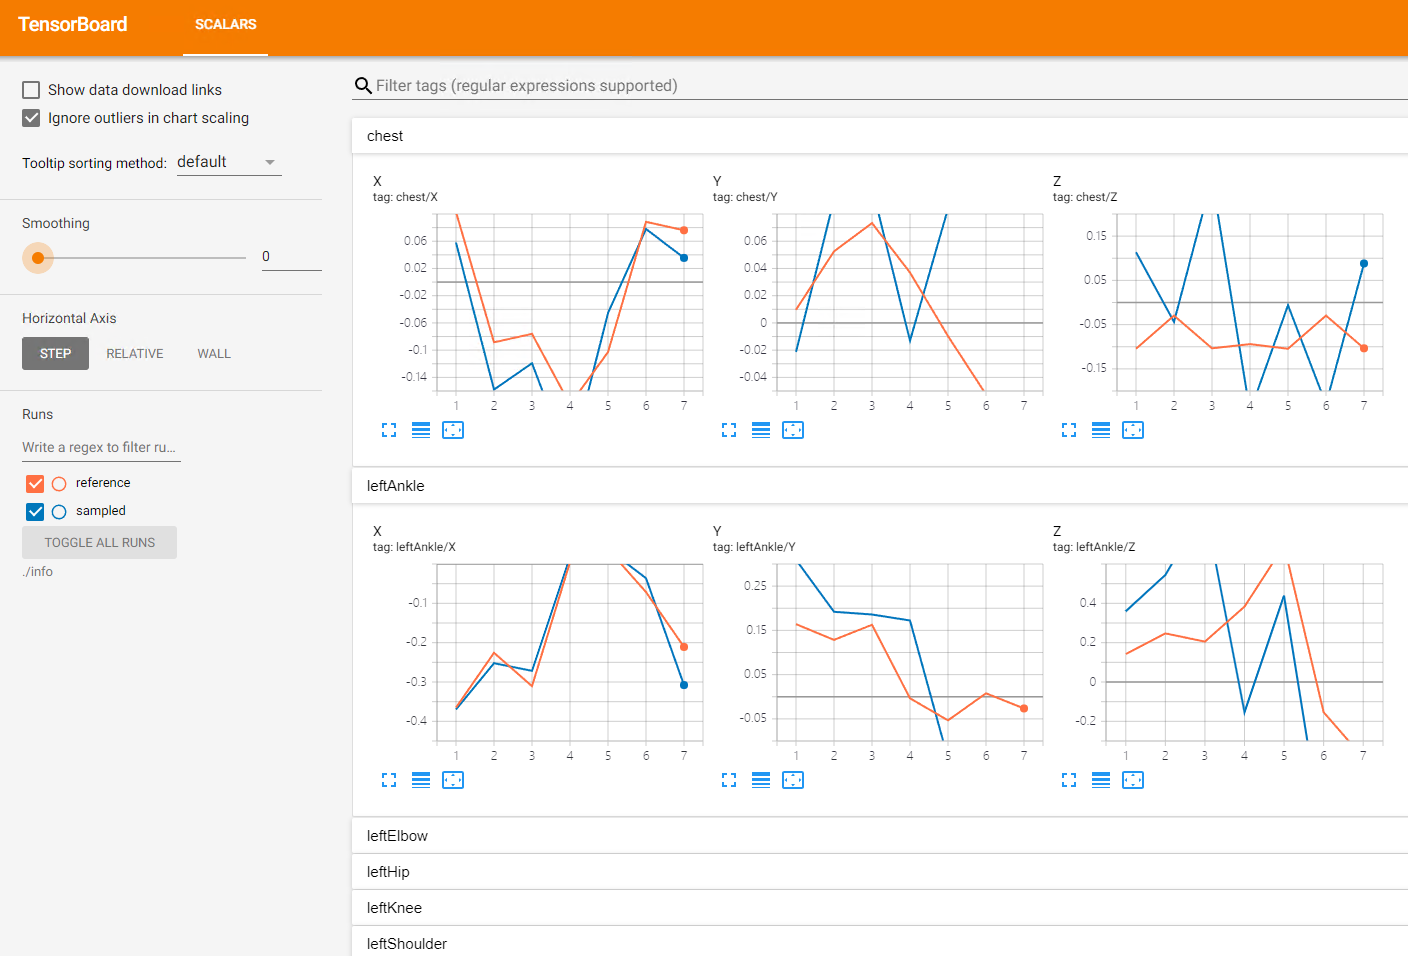 TensorBoard
SCALARS
Show data download links
Ignore outliers in chart scaling
Tooltip sorting method: default
Smoothing
0
Horizontal Axis
STEP RELATIVE WALL
Runs
Write a regex to filter ru...
reference
sampled
TOGGLE ALL RUNS
./info
Filter tags (regular expressions supported)
chest
X
tag: chest/X
0.06
0.02
-0.02
-0.06
-0.1
-0.14
1 2 3 4 5 6 7
Y
tag: chest/Y
0.06
0.04
0.02
0
-0.02
-0.04
1 2 3 4 5 6 7
Z
tag: chest/Z
0.15
0.05
-0.05
-0.15
1 2 3 4 5 6 7
leftAnkle
X
tag: leftAnkle/X
-0.1
-0.2
-0.3
-0.4
1 2 3 4 5 6 7
Y
tag: leftAnkle/Y
0.25
0.15
0.05
-0.05
1 2 3 4 5 6 7
Z
tag: leftAnkle/Z
0.4
0.2
0
-0.2
1 2 3 4 5 6 7
leftElbow
leftHip
leftKnee
leftShoulder